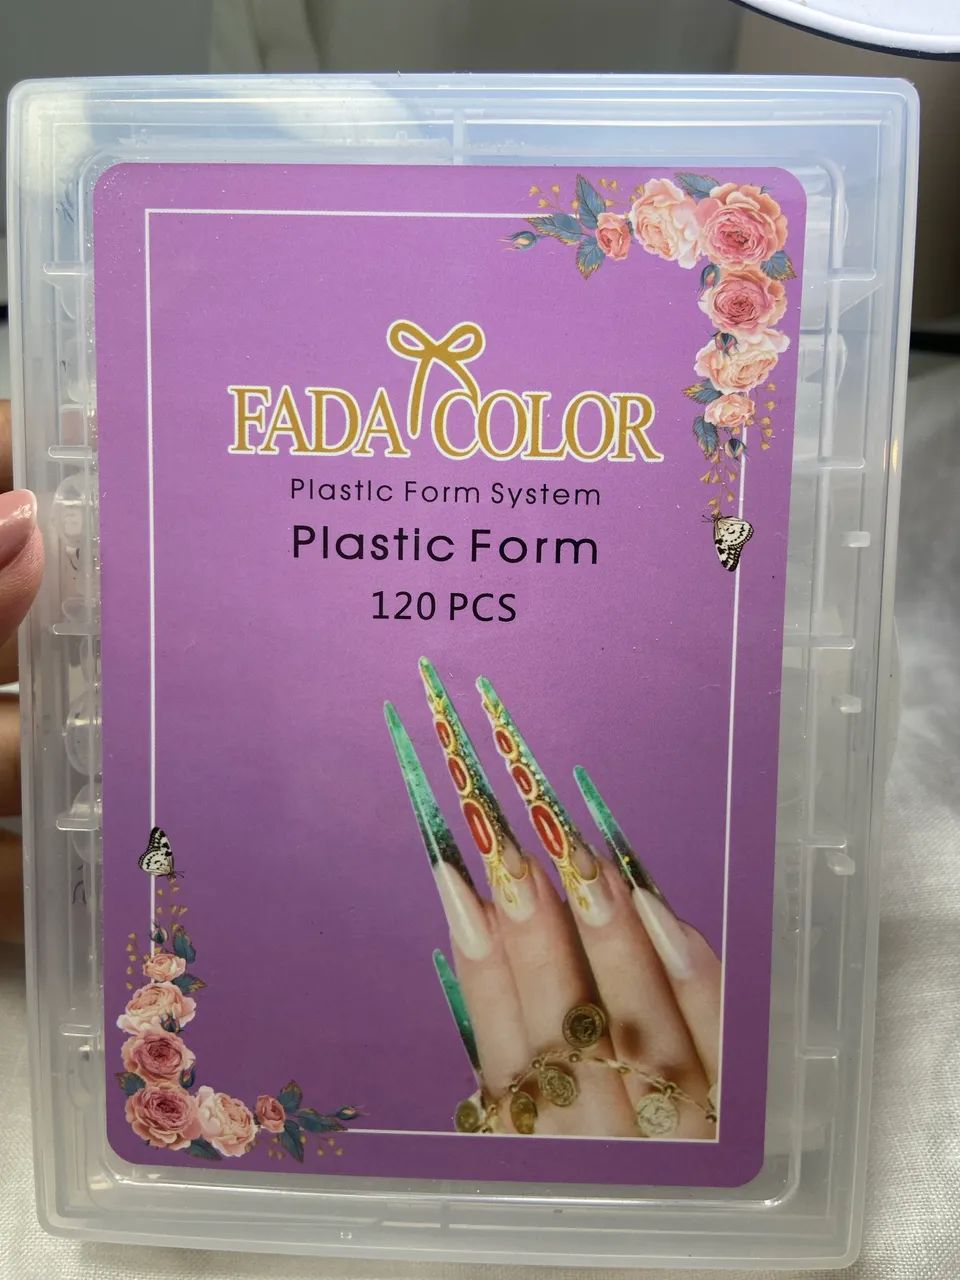 FADA COLOR
Plastic Form System
Plastic Form
120 PCS